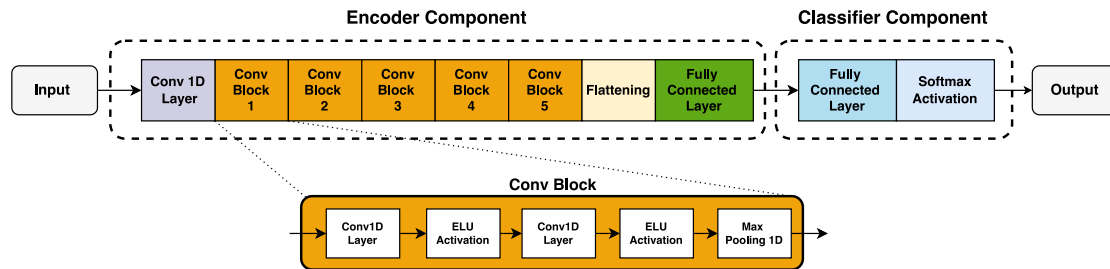 Encoder Component
Classifier Component
Input
Conv 1D
Layer
Conv
Block
1
Conv
Block
2
Conv
Block
3
Conv
Block
4
Conv
Block
5
Flattening
Fully
Connected
Layer
Fully
Connected
Layer
Softmax
Activation
Output
Conv Block
Conv1D
Layer
ELU
Activation
Conv1D
Layer
ELU
Activation
Max
Pooling 1D